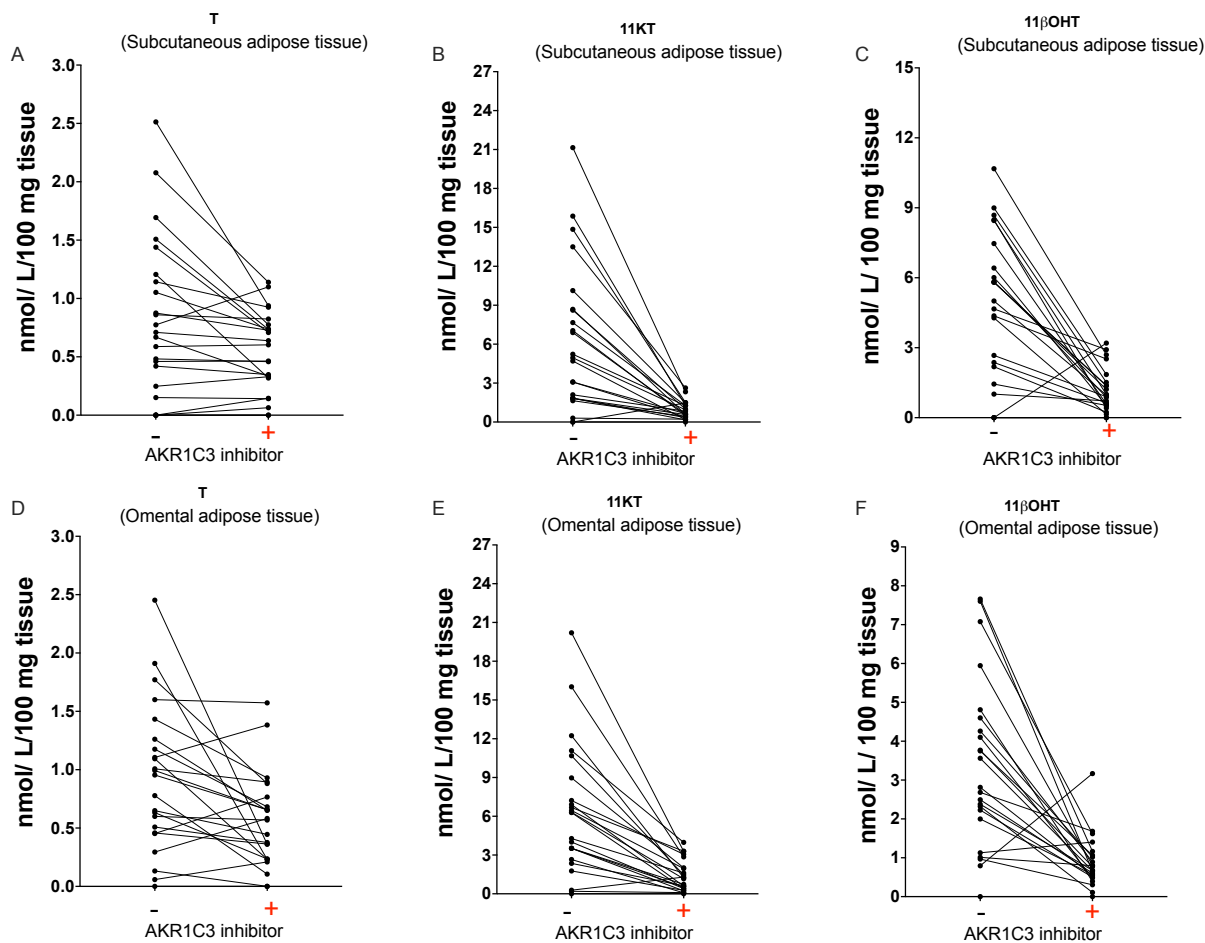 A
T
(Subcutaneous adipose tissue)
3.0
2.5
2.0
1.5
1.0
0.5
0.0
nmol/ L/100 mg tissue
-
+
AKR1C3 inhibitor
B
11KT
(Subcutaneous adipose tissue)
27
24
21
18
15
12
9
6
3
0
nmol/ L/100 mg tissue
-
+
AKR1C3 inhibitor
C
11βOHT
(Subcutaneous adipose tissue)
15
12
9
6
3
0
nmol/ L/ 100 mg tissue
-
+
AKR1C3 inhibitor
D
T
(Omental adipose tissue)
3.0
2.5
2.0
1.5
1.0
0.5
0.0
nmol/ L/100 mg tissue
-
+
AKR1C3 inhibitor
E
11KT
(Omental adipose tissue)
27
24
21
18
15
12
9
6
3
0
nmol/ L/100 mg tissue
-
+
AKR1C3 inhibitor
F
11βOHT
(Omental adipose tissue)
9
8
7
6
5
4
3
2
1
0
nmol/ L/ 100 mg tissue
-
+
AKR1C3 inhibitor